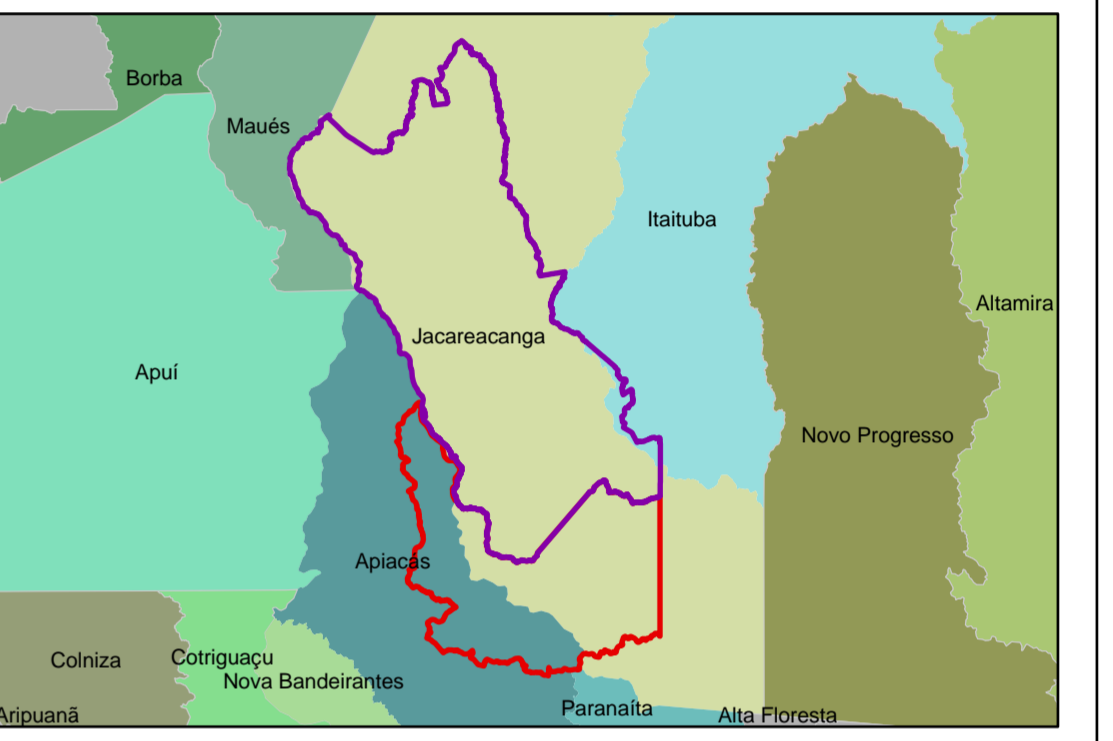 Borba
Maués
Itaituba
Altamira
Jacareacanga
Apuí
Novo Progresso
Apiacás
Colniza
Cotriguaçu
Nova Bandeirantes
Aripuanã
Paranaíta
Alta Floresta